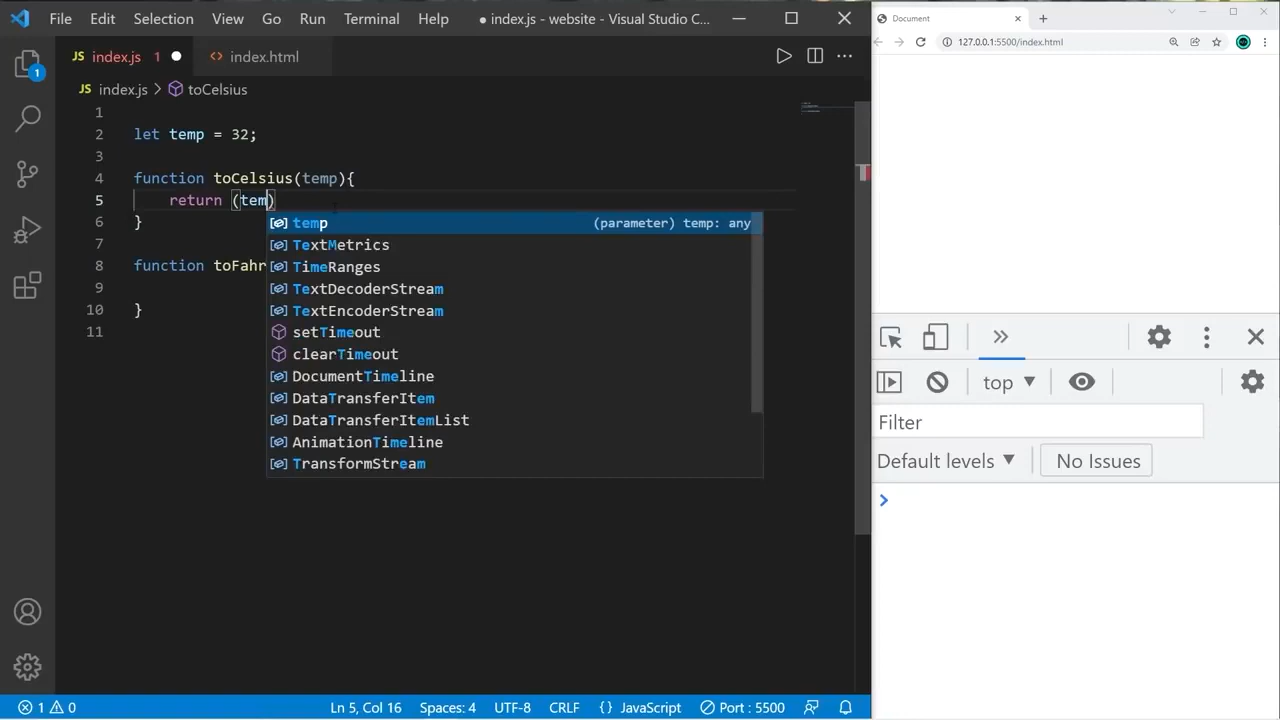 File Edit Selection View Go Run Terminal Help ● index.js - website - Visual Studio C...
JS index.js 1 ●
<> index.html
JS index.js > toCelsius
1
1
2 let temp = 32;
3
4 function toCelsius(temp){
5 return (tem)
6 }
7
8 function toFahr
9
10 }
11
temp (parameter) temp: any
TextMetrics
TimeRanges
TextDecoderStream
TextEncoderStream
setTimeout
clearTimeout
DocumentTimeline
DataTransferItem
DataTransferItemList
AnimationTimeline
TransformStream
1 0
Ln 5, Col 16 Spaces: 4 UTF-8 CRLF {} JavaScript Port : 5500
Document
127.0.0.1:5500/index.html
top
Filter
Default levels No Issues